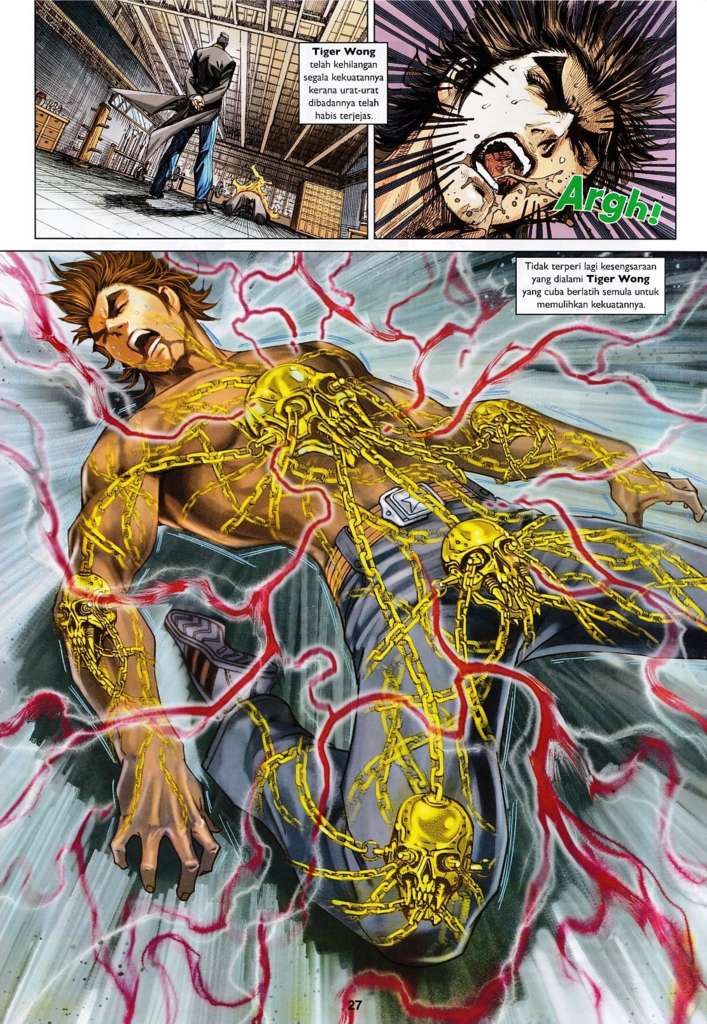 Tiger Wong
telah kehilangan
segala kekuatannya
kerana urat-urat
dibadannya telah
habis terjejas.
Argh!
Tidak terperi lagi kesengsaraan
yang dialami Tiger Wong
yang cuba berlatih semula untuk
memulihkan kekuatannya.
27